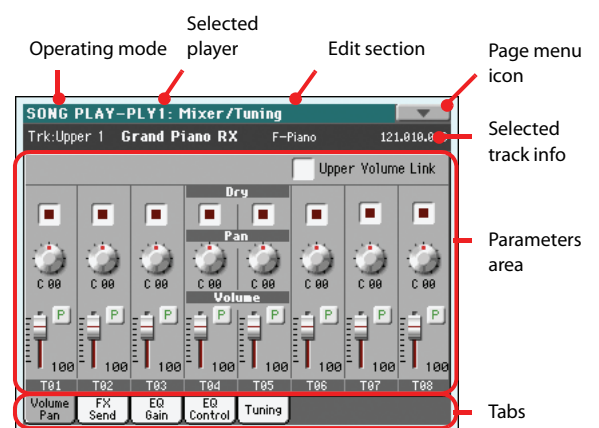 Operating mode
Selected player
Edit section
Page menu icon
SONG PLAY-PLY1: Mixer/Tuning
Trk:Upper 1 Grand Piano RX F-Piano 121.010.0
Selected track info
Upper Volume Link
Dry
Pan
C 00 C 00 C 00 C 00 C 00 C 00 C 00 C 00
Parameters area
Volume
P P P P P P P P
100 100 100 100 100 100 100 100
T01 T02 T03 T04 T05 T06 T07 T08
Volume Pan FX Send EQ Gain EQ Control Tuning
Tabs